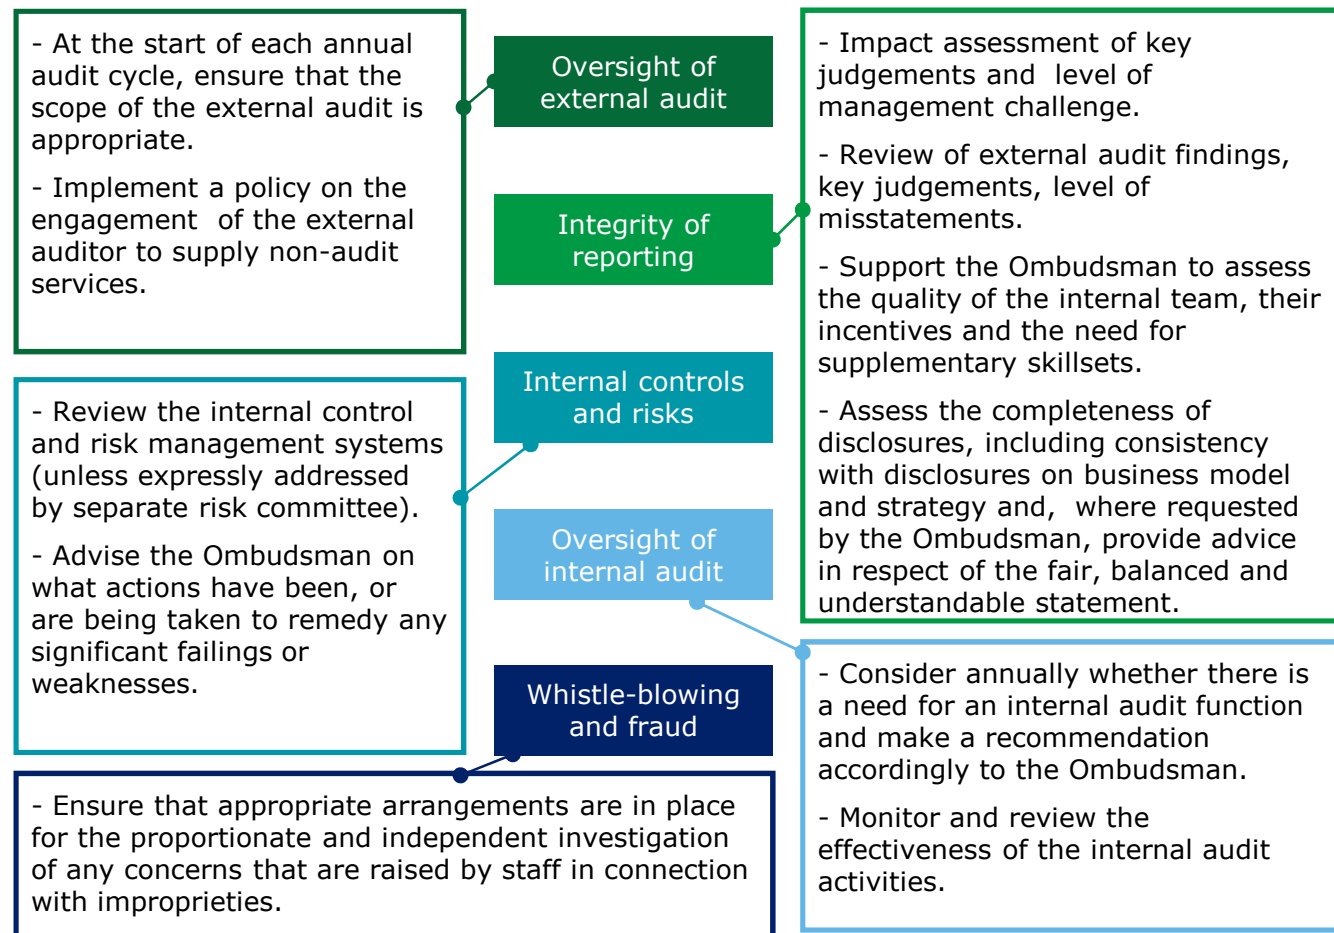 - At the start of each annual
audit cycle, ensure that the
scope of the external audit is
appropriate.
- Implement a policy on the
engagement  of the external
auditor to supply non-audit
services.
Oversight of
external audit
Integrity of
reporting
- Impact assessment of key
judgements and  level of
management challenge.
- Review of external audit findings,
key judgements, level of
misstatements.
- Support the Ombudsman to assess
the quality of the internal team, their
incentives and the need for
supplementary skillsets.
- Assess the completeness of
disclosures, including consistency
with disclosures on business model
and strategy and,  where requested
by the Ombudsman, provide advice
in respect of the fair, balanced and
understandable statement.
Internal controls
and risks
- Review the internal control
and risk management systems
(unless expressly addressed
by separate risk committee).
- Advise the Ombudsman on
what actions have been, or
are being taken to remedy any
significant failings or
weaknesses.
Oversight of
internal audit
- Consider annually whether there is
a need for an internal audit function
and make a recommendation
accordingly to the Ombudsman.
- Monitor and review the
effectiveness of the internal audit
activities.
Whistle-blowing
and fraud
- Ensure that appropriate arrangements are in place
for the proportionate and independent investigation
of any concerns that are raised by staff in connection
with improprieties.